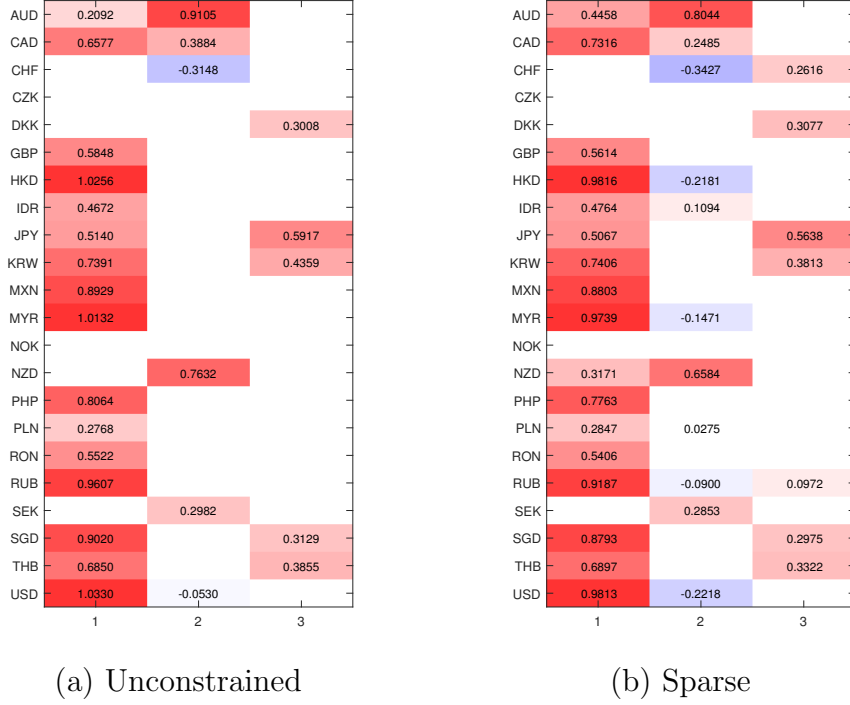 AUD 0.2092 0.9105
CAD 0.6577 0.3884
CHF -0.3148
CZK
DKK 0.3008
GBP 0.5848
HKD 1.0256
IDR 0.4672
JPY 0.5140 0.5917
KRW 0.7391 0.4359
MXN 0.8929
MYR 1.0132
NOK
NZD 0.7632
PHP 0.8064
PLN 0.2768
RON 0.5522
RUB 0.9607
SEK 0.2982
SGD 0.9020 0.3129
THB 0.6850 0.3855
USD 1.0330 -0.0530
1 2 3
(a) Unconstrained
AUD 0.4458 0.8044
CAD 0.7316 0.2485
CHF -0.3427 0.2616
CZK
DKK 0.3077
GBP 0.5614
HKD 0.9816 -0.2181
IDR 0.4764 0.1094
JPY 0.5067 0.5638
KRW 0.7406 0.3813
MXN 0.8803
MYR 0.9739 -0.1471
NOK
NZD 0.3171 0.6584
PHP 0.7763
PLN 0.2847 0.0275
RON 0.5406
RUB 0.9187 -0.0900 0.0972
SEK 0.2853
SGD 0.8793 0.2975
THB 0.6897 0.3322
USD 0.9813 -0.2218
1 2 3
(b) Sparse